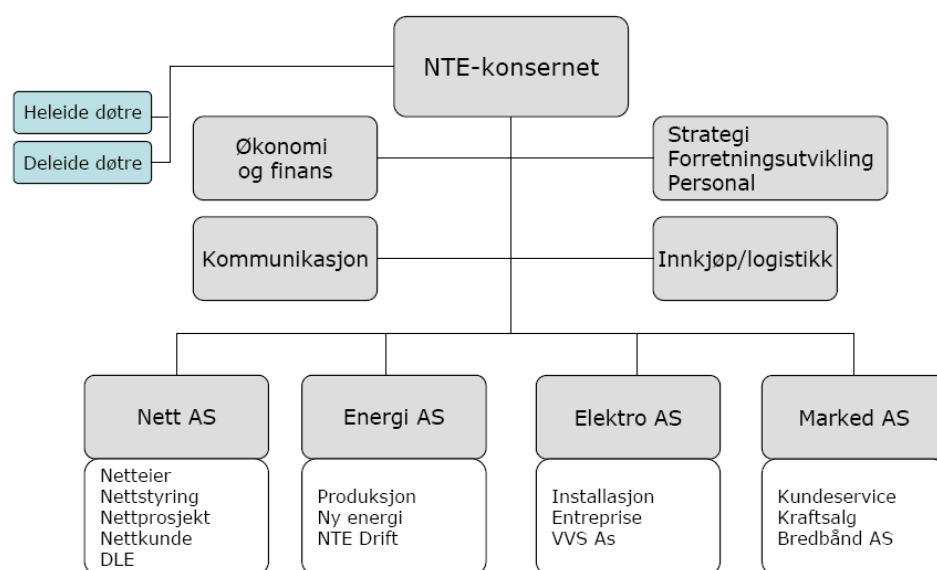 NTE-konsernet
Heleide døtre
Deleide døtre
Økonomi
og finans
Strategi
Forretningsutvikling
Personal
Kommunikasjon
Innkjøp/logistikk
Nett AS
Netteier
Nettstyring
Nettprosjekt
Nettkunde
DLE
Energi AS
Produksjon
Ny energi
NTE Drift
Elektro AS
Installasjon
Entreprise
VVS As
Marked AS
Kundeservice
Kraftsalg
Bredbånd AS